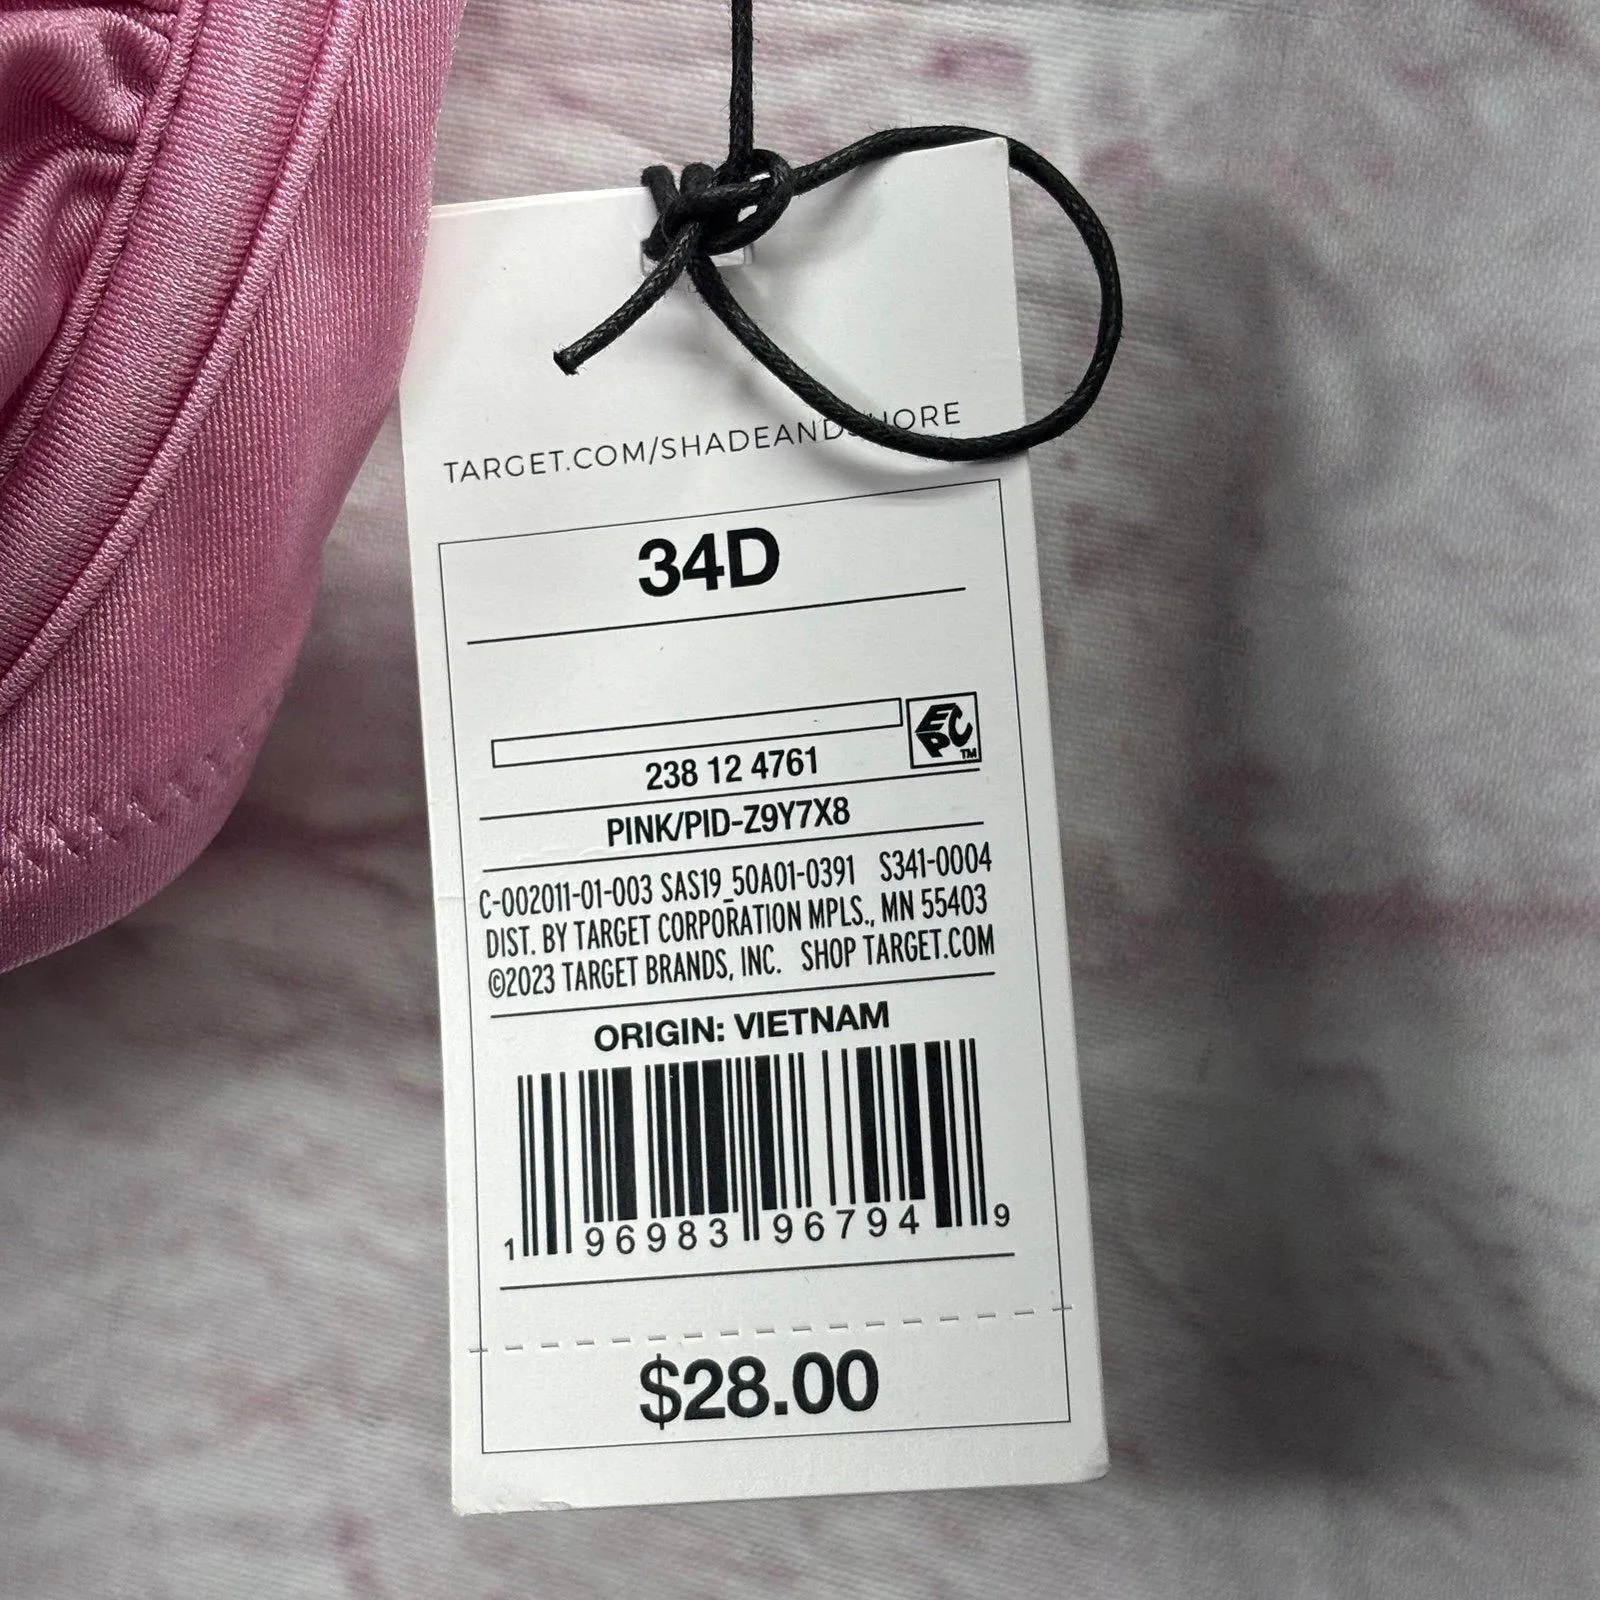 TARGET.COM/SHADEANDSHORE
34D
EPC™
238 12 4761
PINK/PID-Z9Y7X8
C-002011-01-003 SAS19_50A01-0391 S341-0004
DIST. BY TARGET CORPORATION MPLS., MN 55403
©2023 TARGET BRANDS, INC. SHOP TARGET.COM
ORIGIN: VIETNAM
1 96983 96794 9
$28.00